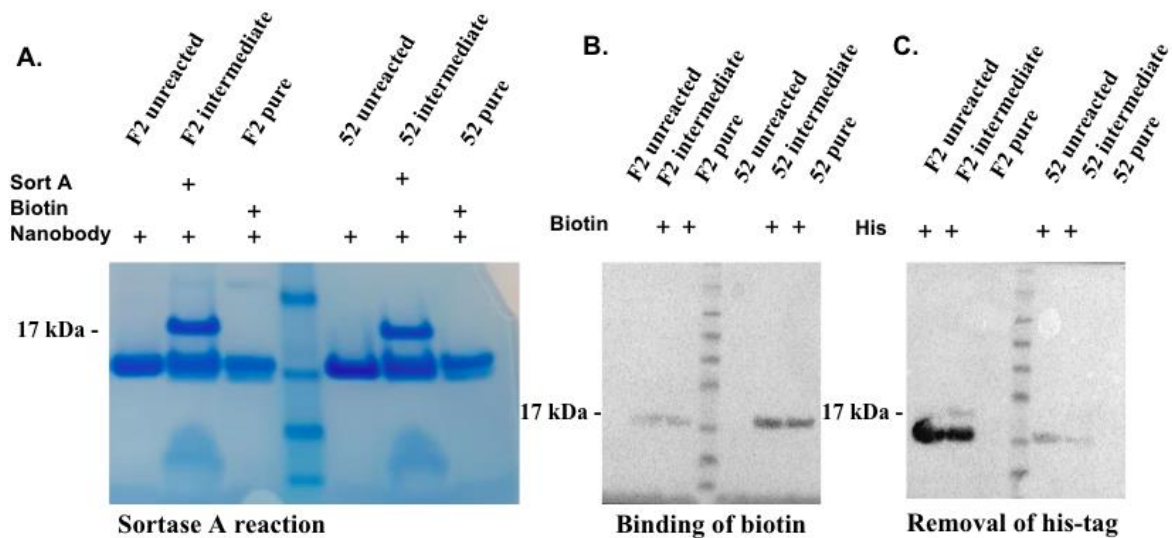 A.
F2 unreacted
F2 intermediate
F2 pure
52 unreacted
52 intermediate
52 pure
Sort A + +
Biotin + +
Nanobody + + + + + +
17 kDa -
Sortase A reaction
B.
F2 unreacted
F2 intermediate
F2 pure
52 unreacted
52 intermediate
52 pure
Biotin + + + +
17 kDa -
Binding of biotin
C.
F2 unreacted
F2 intermediate
F2 pure
52 unreacted
52 intermediate
52 pure
His + + + +
17 kDa -
Removal of his-tag